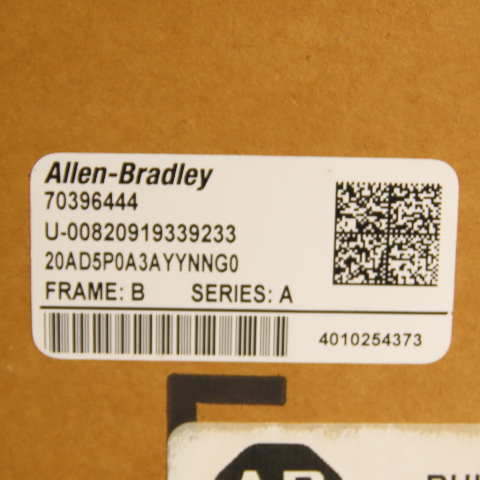 Allen-Bradley
70396444
U-00820919339233
20AD5P0A3AYYNNG0
FRAME: B SERIES: A
4010254373